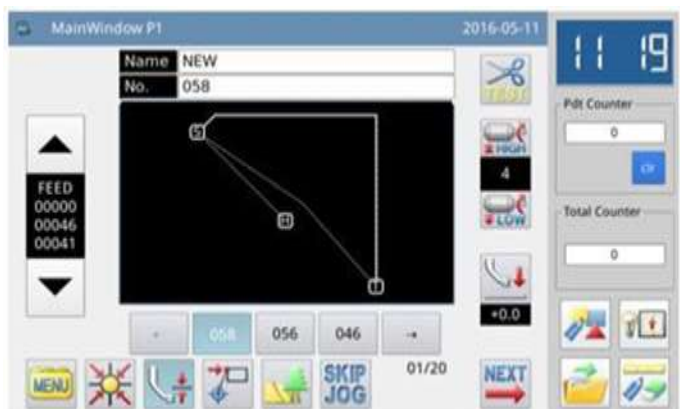 MainWindow P1 2016-05-11
11 19
Name NEW
No. 058
TEST
Pdt Counter
0
clr
S
HIGH
4
LOW
FEED
00000
00046
00041
H
T
Total Counter
0
+0.0
058 056 046 →
MENU
SKIP
JOG
01/20
NEXT